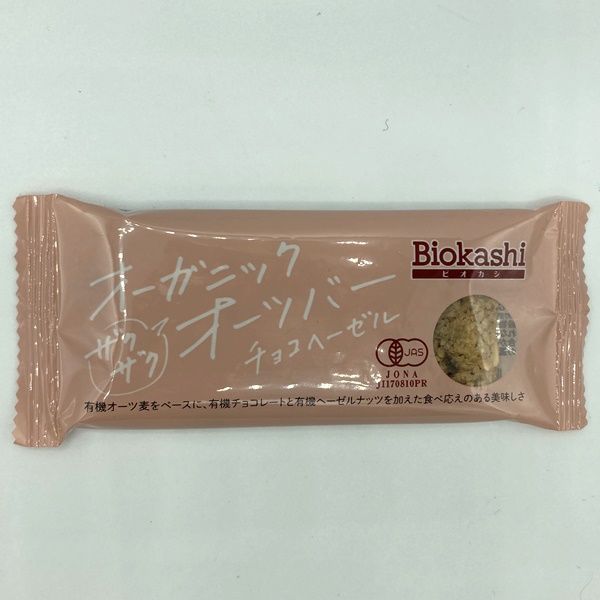 オーガニック
オーツバー
ザクザク
チョコヘーゼル
Biokashi
ビオカシ
JAS
JONA
J1170810PR
有機オーツ麦をベースに、有機チョコレートと有機ヘーゼルナッツを加えた食べ応えのある美味しさ